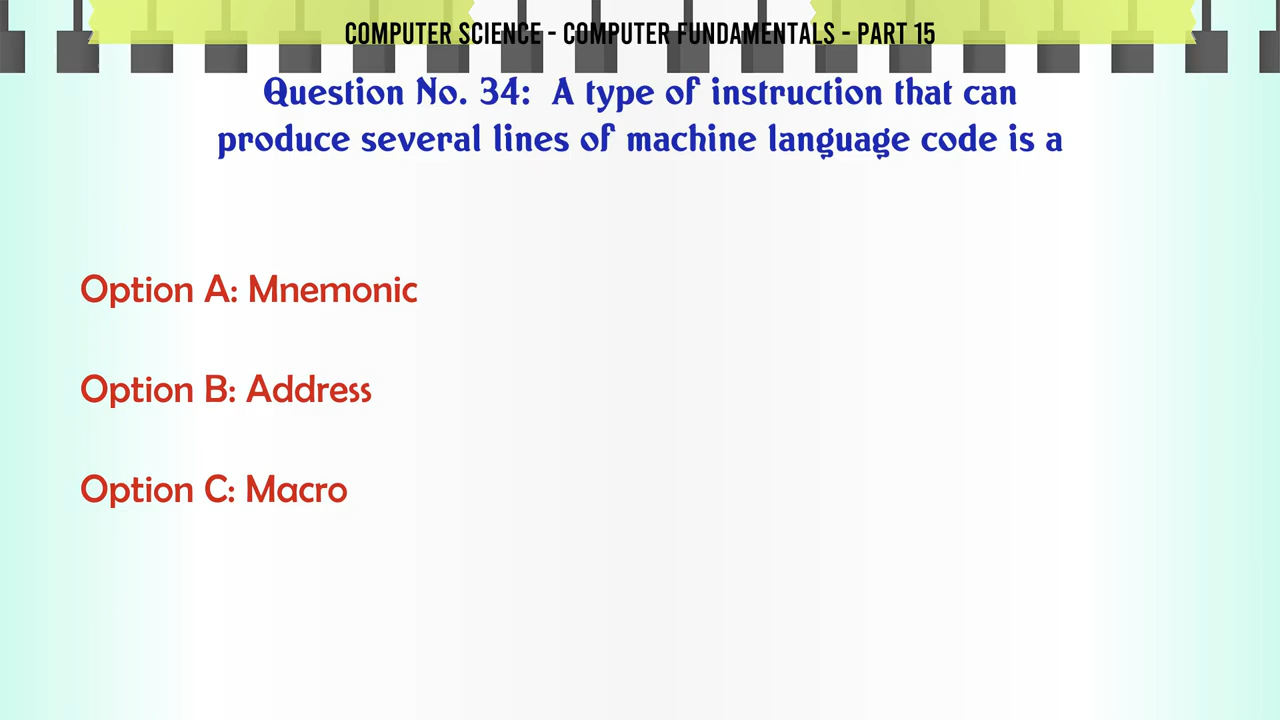 COMPUTER SCIENCE - COMPUTER FUNDAMENTALS - PART 15
Question No. 34: A type of instruction that can
produce several lines of machine language code is a
Option A: Mnemonic
Option B: Address
Option C: Macro